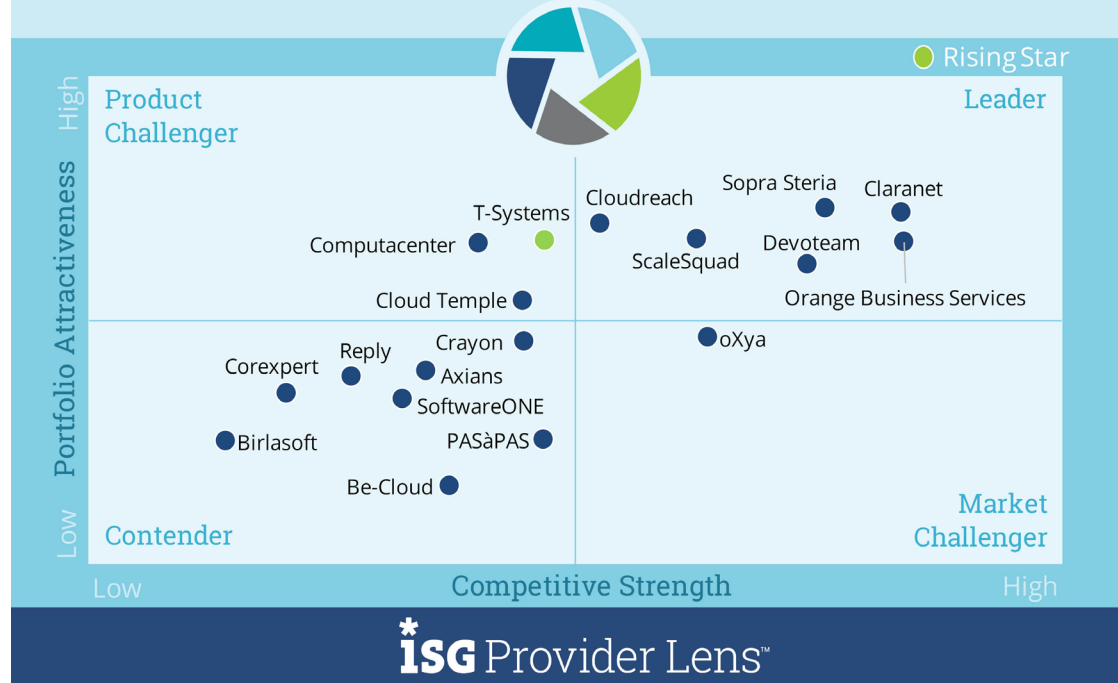 Rising Star
High
Product
Challenger
Leader
Portfolio Attractiveness
Sopra Steria
Claranet
Cloudreach
T-Systems
Computacenter
Devoteam
ScaleSquad
Orange Business Services
Cloud Temple
Crayon
oXya
Reply
Corexpert
Axians
SoftwareONE
Birlasoft
PASàPAS
Be-Cloud
Low
Contender
Market
Challenger
Low
Competitive Strength
High
isG Provider Lens™